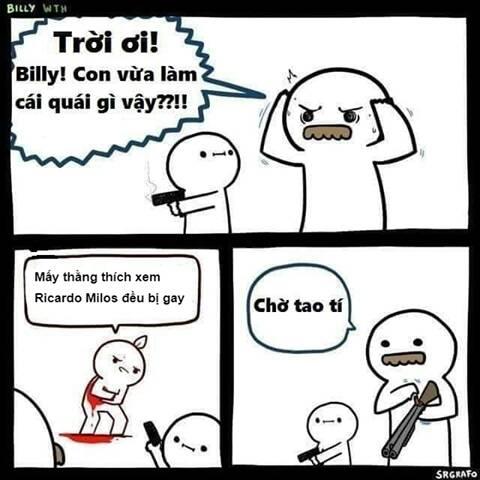 BILLY WTH
Trời ơi!
Billy! Con vừa làm
cái quái gì vậy??!!
Mấy thằng thích xem
Ricardo Milos đều bị gay
Chờ tao tí
SRGRAFO